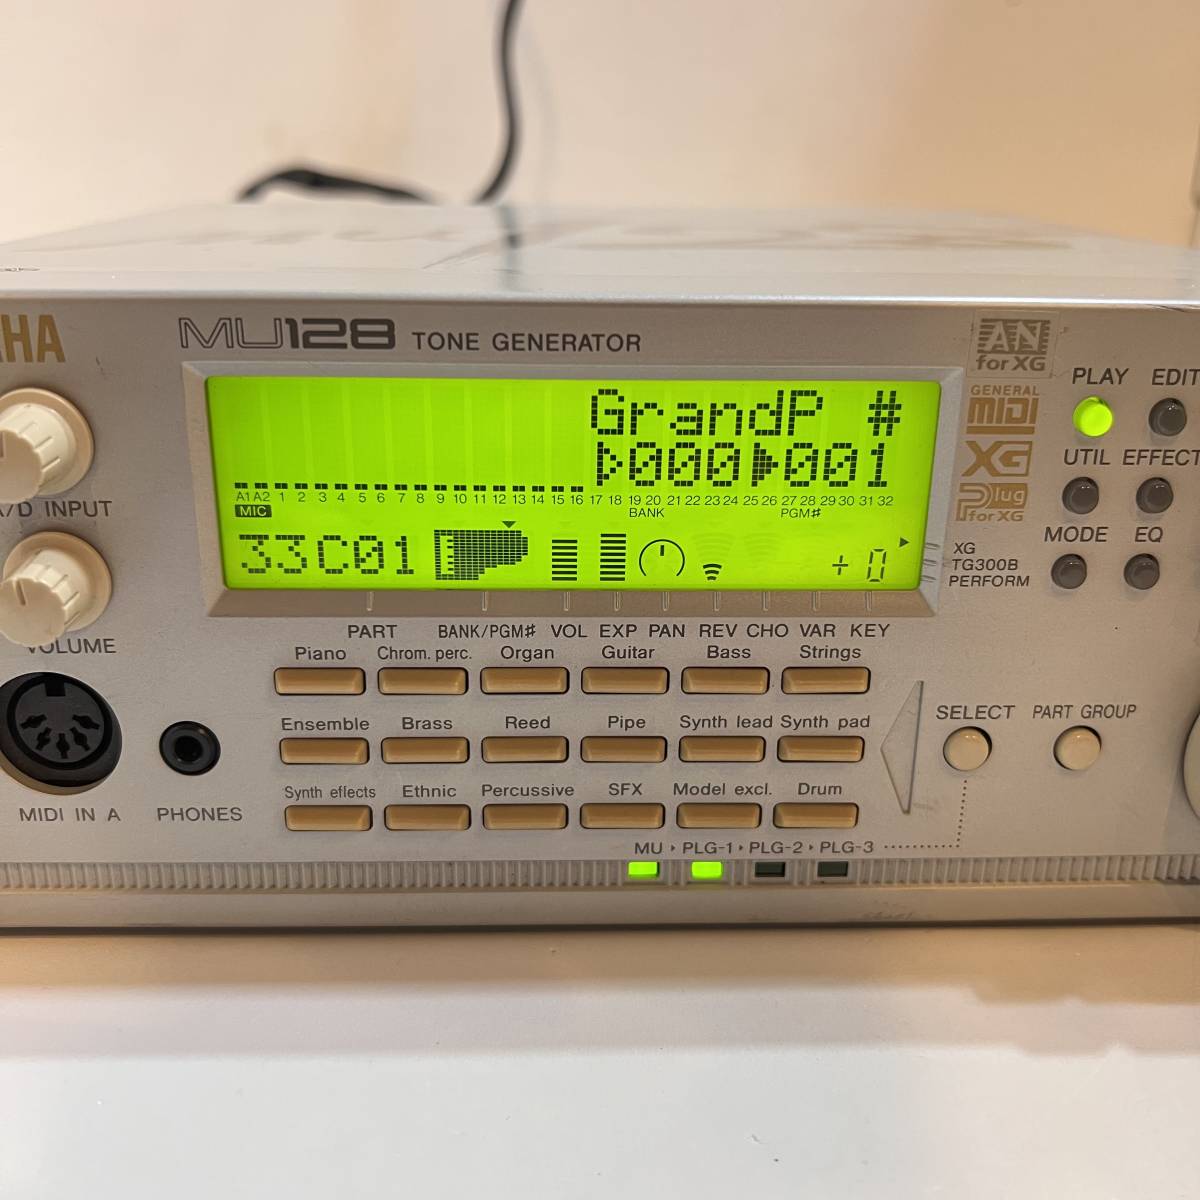 MU128 TONE GENERATOR
AN
for XG
GENERAL
MIDI
XG
Plug
for XG
PLAY EDIT
UTIL EFFECT
MODE EQ
XG
TG300B
PERFORM
A/D INPUT
VOLUME
MIDI IN A
PHONES
GrandP #
000 001
A1 A2 1 2 3 4 5 6 7 8 9 10 11 12 13 14 15 16 17 18 19 20 21 22 23 24 25 26 27 28 29 30 31 32
MIC
BANK PGM#
33C01
+ 0
PART BANK/PGM# VOL EXP PAN REV CHO VAR KEY
Piano Chrom. perc. Organ Guitar Bass Strings
Ensemble Brass Reed Pipe Synth lead Synth pad
Synth effects Ethnic Percussive SFX Model excl. Drum
SELECT PART GROUP
MU PLG-1 PLG-2 PLG-3